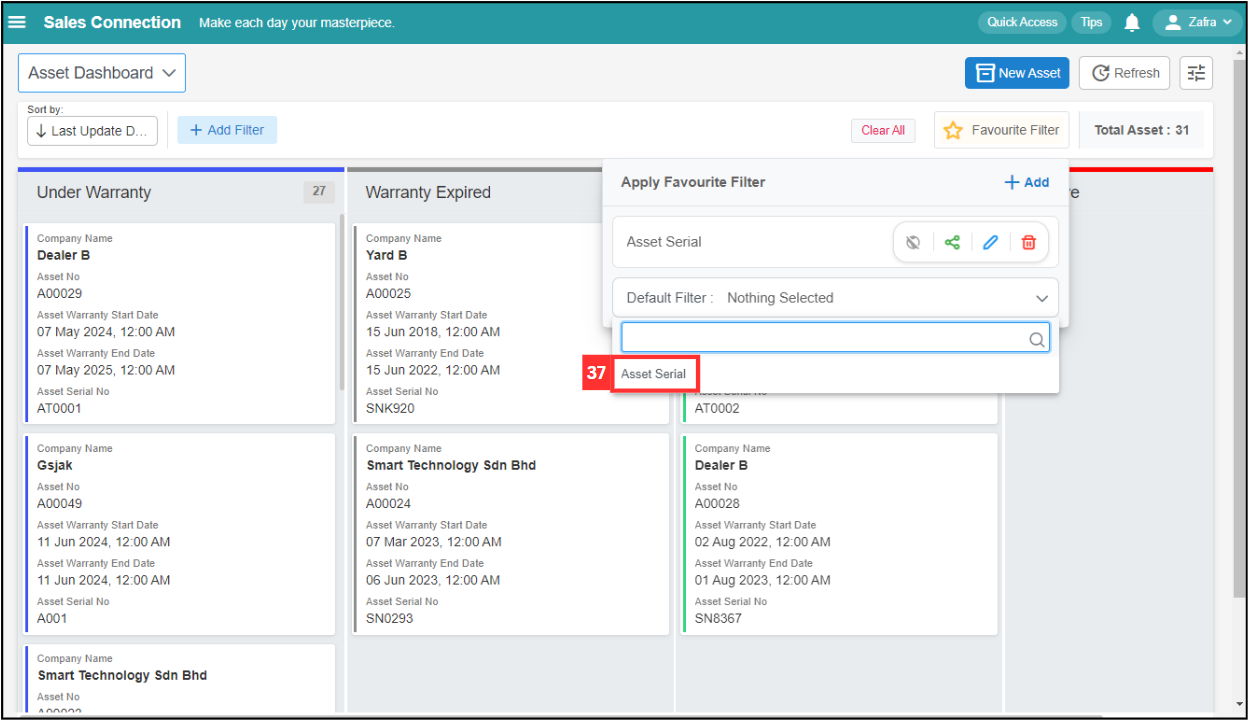 Sales Connection Make each day your masterpiece. Quick Access Tips Zafra
Asset Dashboard New Asset Refresh
Sort by:
Last Update D... + Add Filter Clear All Favourite Filter Total Asset : 31
Under Warranty 27 Warranty Expired
Apply Favourite Filter + Add
Asset Serial
Default Filter : Nothing Selected
37 Asset Serial
Company Name
Dealer B
Asset No
A00029
Asset Warranty Start Date
07 May 2024, 12:00 AM
Asset Warranty End Date
07 May 2025, 12:00 AM
Asset Serial No
AT0001
Company Name
Gsjak
Asset No
A00049
Asset Warranty Start Date
11 Jun 2024, 12:00 AM
Asset Warranty End Date
11 Jun 2024, 12:00 AM
Asset Serial No
A001
Company Name
Smart Technology Sdn Bhd
Asset No
Company Name
Yard B
Asset No
A00025
Asset Warranty Start Date
15 Jun 2018, 12:00 AM
Asset Warranty End Date
15 Jun 2022, 12:00 AM
Asset Serial No
SNK920
Company Name
Smart Technology Sdn Bhd
Asset No
A00024
Asset Warranty Start Date
07 Mar 2023, 12:00 AM
Asset Warranty End Date
06 Jun 2023, 12:00 AM
Asset Serial No
SN0293
AT0002
Company Name
Dealer B
Asset No
A00028
Asset Warranty Start Date
02 Aug 2022, 12:00 AM
Asset Warranty End Date
01 Aug 2023, 12:00 AM
Asset Serial No
SN8367